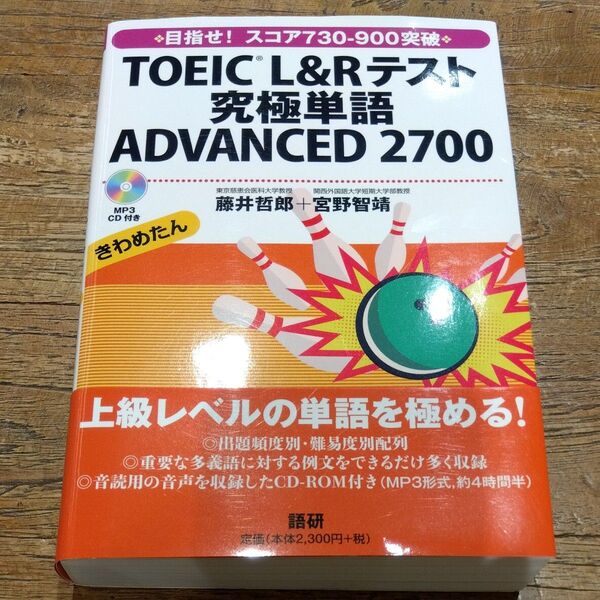 ❖目指せ！ スコア730-900突破❖
TOEIC® L&Rテスト
究極単語
ADVANCED 2700
MP3
CD付き
東京慈恵会医科大学教授 関西外国語大学短期大学部教授
藤井哲郎＋宮野智靖
きわめたん
上級レベルの単語を極める！
◎出題頻度別・難易度別配列
◎重要な多義語に対する例文をできるだけ多く収録
◎音読用の音声を収録したCD-ROM付き（MP3形式，約4時間半）
語研
定価（本体2,300円＋税）